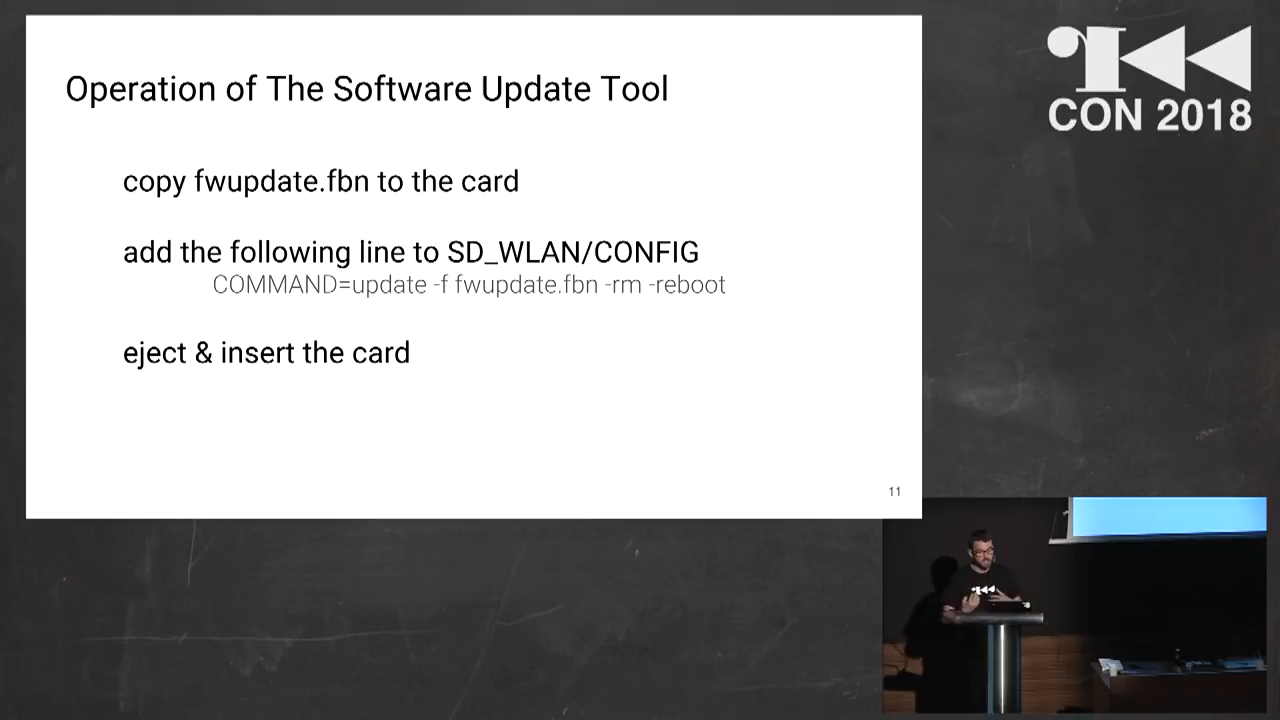 Operation of The Software Update Tool
copy fwupdate.fbn to the card
add the following line to SD_WLAN/CONFIG
COMMAND=update -f fwupdate.fbn -rm -reboot
eject & insert the card
11
CON 2018